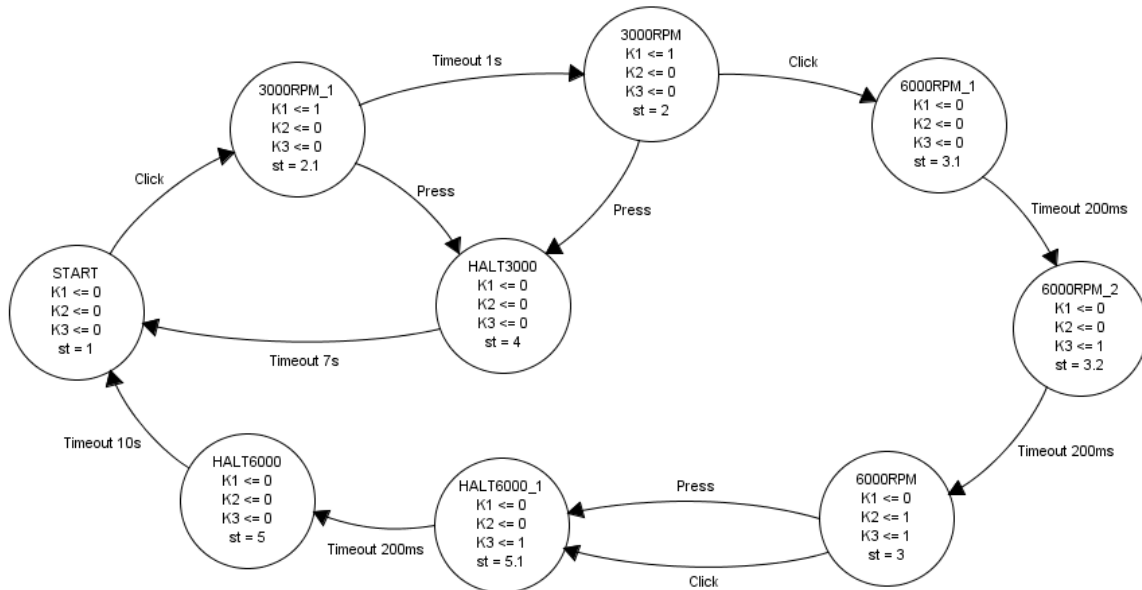 3000RPM
K1 <= 1
K2 <= 0
K3 <= 0
st = 2
Timeout 1s
Click
3000RPM_1
K1 <= 1
K2 <= 0
K3 <= 0
st = 2.1
6000RPM_1
K1 <= 0
K2 <= 0
K3 <= 0
st = 3.1
Click
Press
Press
Timeout 200ms
START
K1 <= 0
K2 <= 0
K3 <= 0
st = 1
HALT3000
K1 <= 0
K2 <= 0
K3 <= 0
st = 4
6000RPM_2
K1 <= 0
K2 <= 0
K3 <= 1
st = 3.2
Timeout 7s
Timeout 10s
Timeout 200ms
HALT6000
K1 <= 0
K2 <= 0
K3 <= 0
st = 5
HALT6000_1
K1 <= 0
K2 <= 0
K3 <= 1
st = 5.1
Press
6000RPM
K1 <= 0
K2 <= 1
K3 <= 1
st = 3
Timeout 200ms
Click